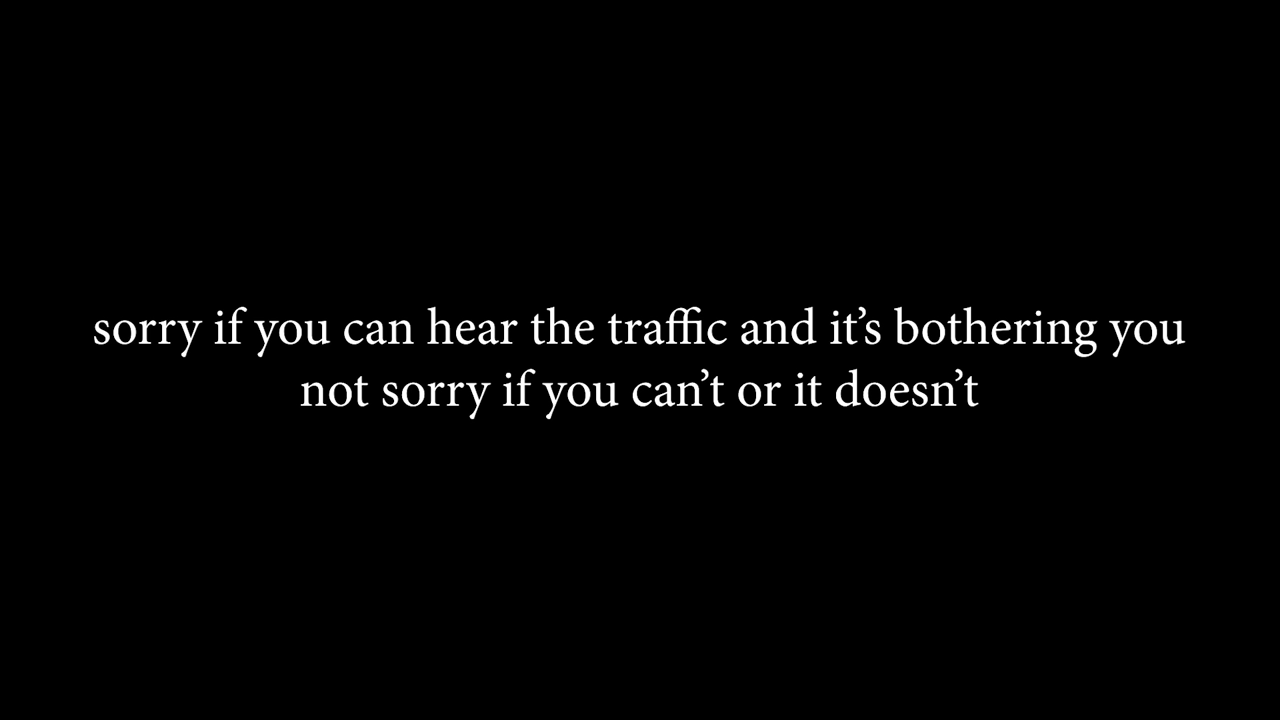 sorry if you can hear the traffic and it’s bothering you
not sorry if you can’t or it doesn’t